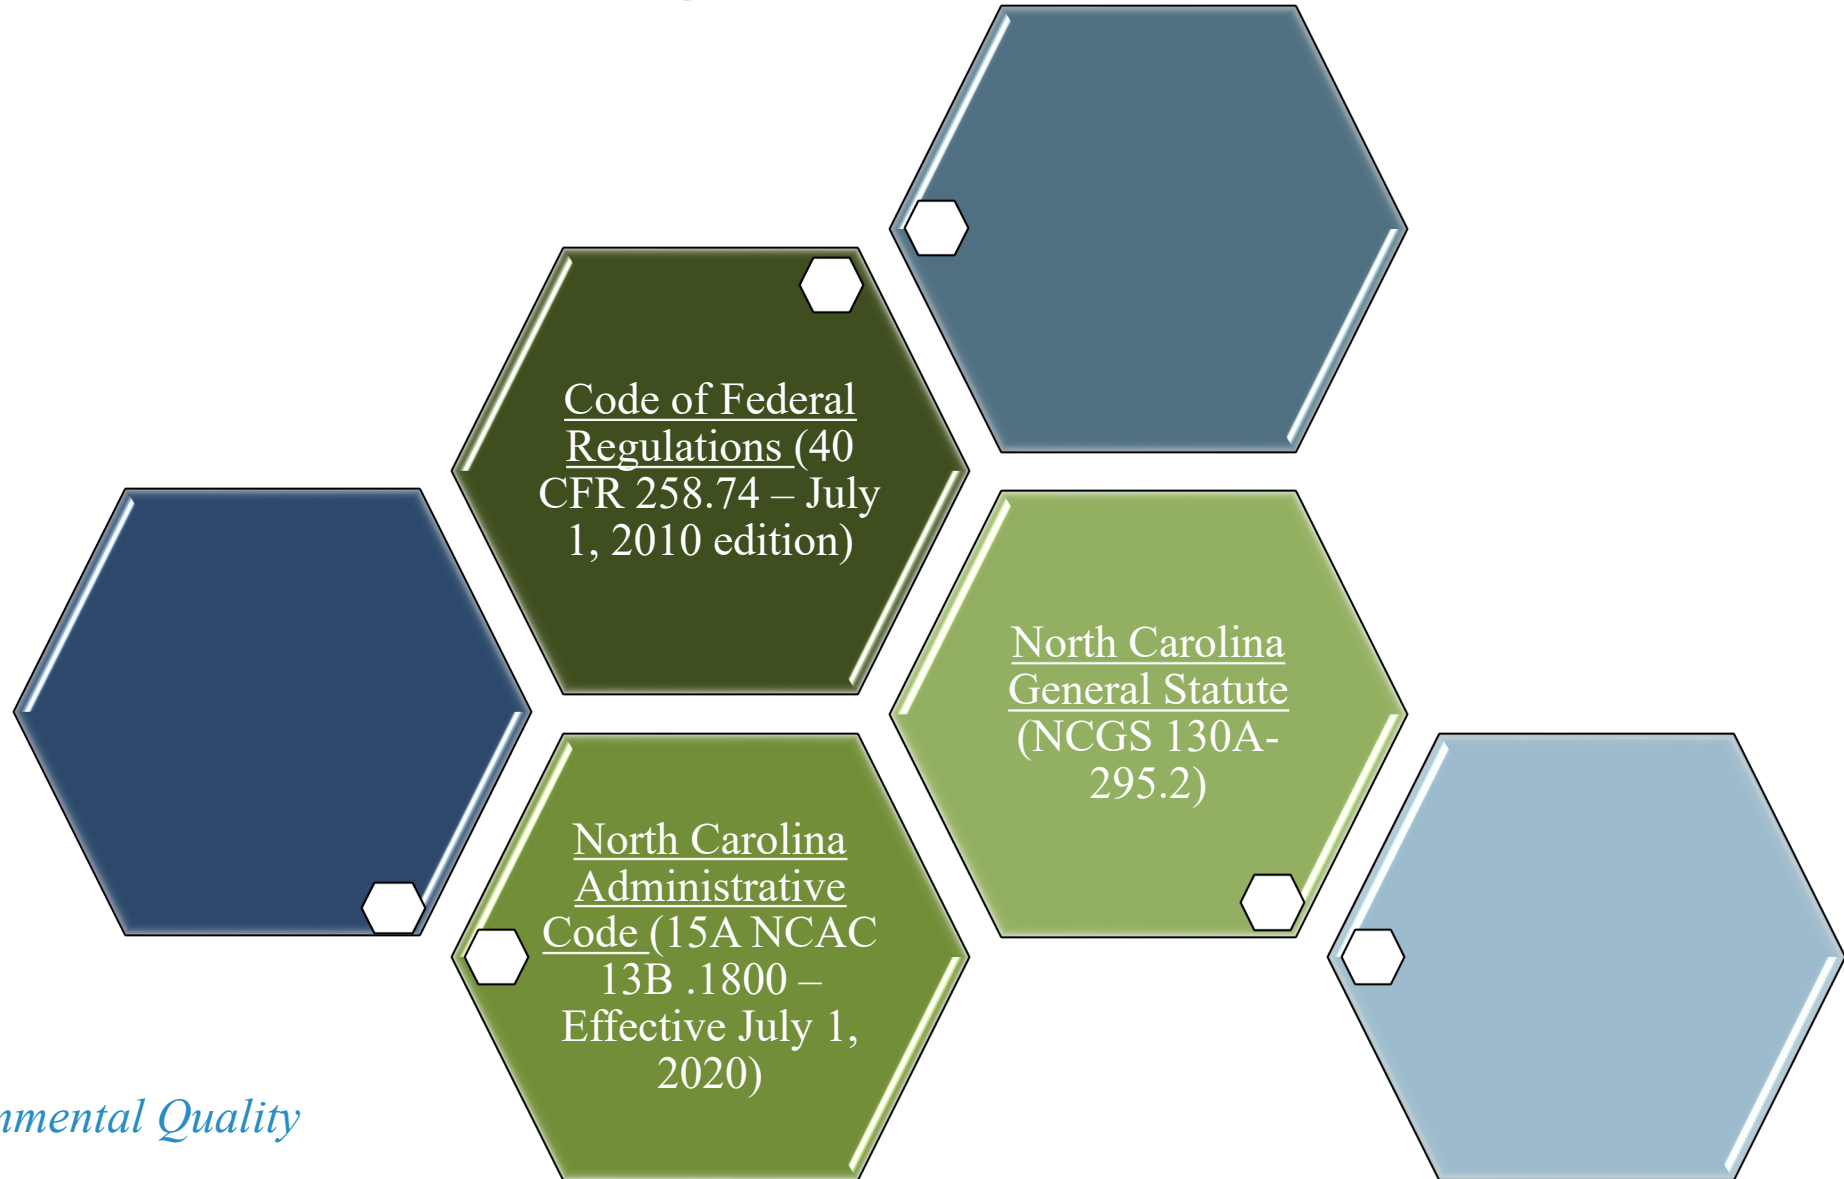 Code of Federal
Regulations (40
CFR 258.74 – July
1, 2010 edition)
North Carolina
General Statute
(NCGS 130A-
295.2)
North Carolina
Administrative
Code (15A NCAC
13B .1800 –
Effective July 1,
2020)
nmental Quality